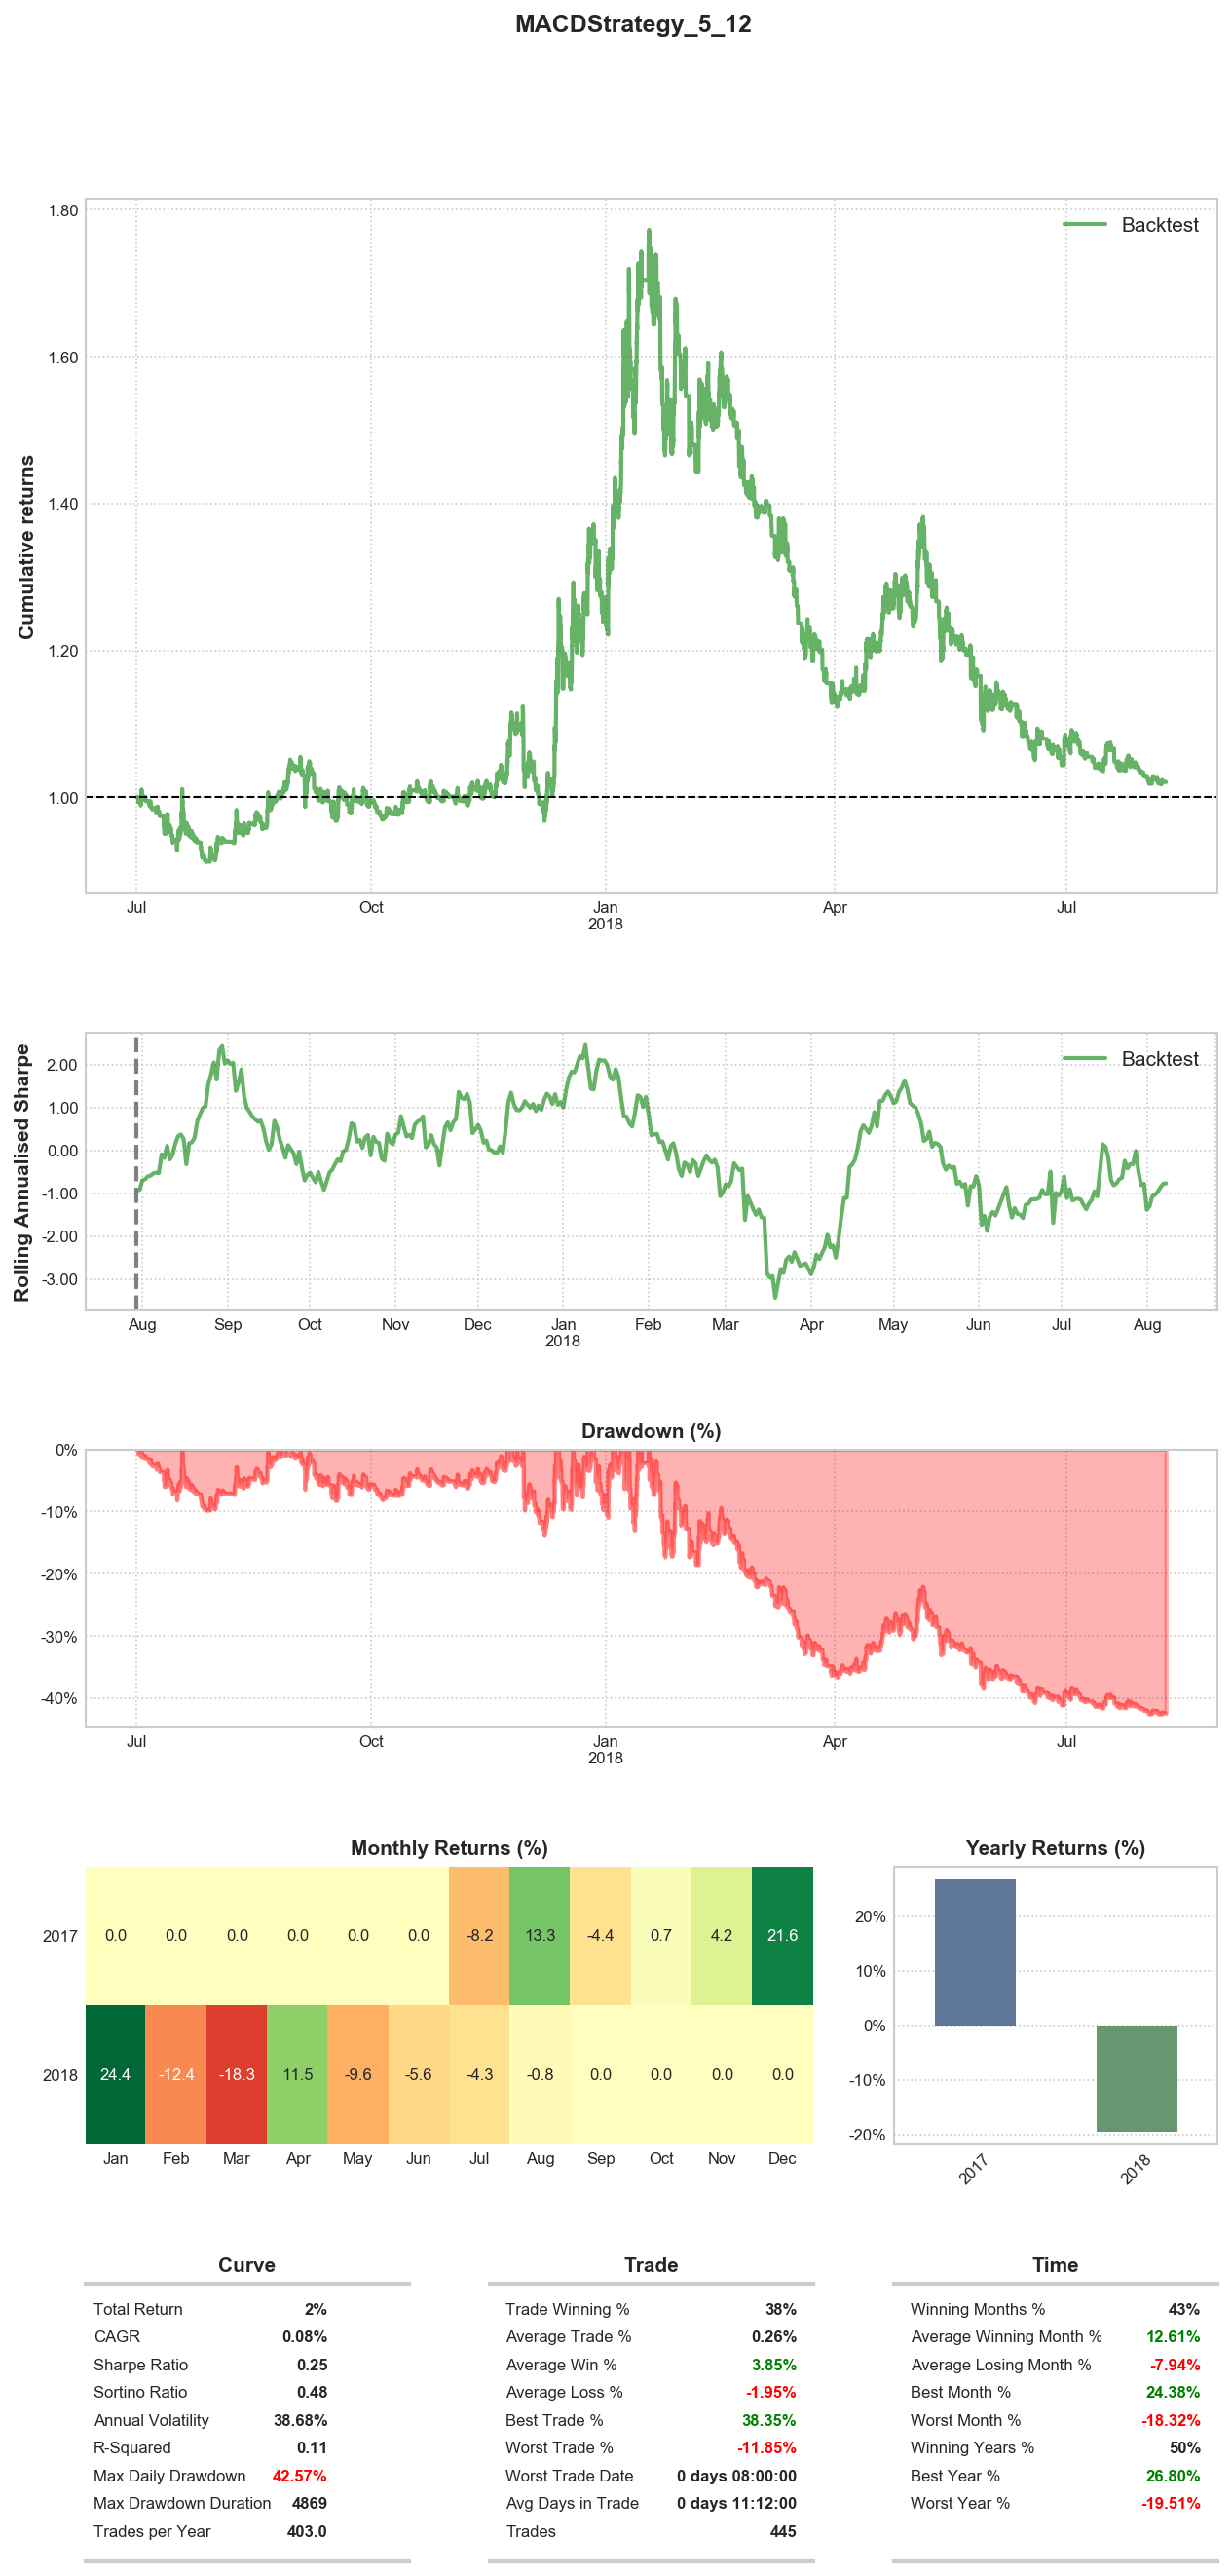 MACDStrategy_5_12
Backtest
Cumulative returns
1.80
1.60
1.40
1.20
1.00
Jul Oct Jan Apr Jul
2018
Backtest
Rolling Annualised Sharpe
2.00
1.00
0.00
-1.00
-2.00
-3.00
Aug Sep Oct Nov Dec Jan Feb Mar Apr May Jun Jul Aug
2018
Drawdown (%)
0%
-10%
-20%
-30%
-40%
Jul Oct Jan Apr Jul
2018
Monthly Returns (%)
2017 0.0 0.0 0.0 0.0 0.0 0.0 -8.2 13.3 -4.4 0.7 4.2 21.6
2018 24.4 -12.4 -18.3 11.5 -9.6 -5.6 -4.3 -0.8 0.0 0.0 0.0 0.0
Jan Feb Mar Apr May Jun Jul Aug Sep Oct Nov Dec
Yearly Returns (%)
20%
10%
0%
-10%
-20%
2017 2018
Curve
Total Return 2%
CAGR 0.08%
Sharpe Ratio 0.25
Sortino Ratio 0.48
Annual Volatility 38.68%
R-Squared 0.11
Max Daily Drawdown 42.57%
Max Drawdown Duration 4869
Trades per Year 403.0
Trade
Trade Winning % 38%
Average Trade % 0.26%
Average Win % 3.85%
Average Loss % -1.95%
Best Trade % 38.35%
Worst Trade % -11.85%
Worst Trade Date 0 days 08:00:00
Avg Days in Trade 0 days 11:12:00
Trades 445
Time
Winning Months % 43%
Average Winning Month % 12.61%
Average Losing Month % -7.94%
Best Month % 24.38%
Worst Month % -18.32%
Winning Years % 50%
Best Year % 26.80%
Worst Year % -19.51%